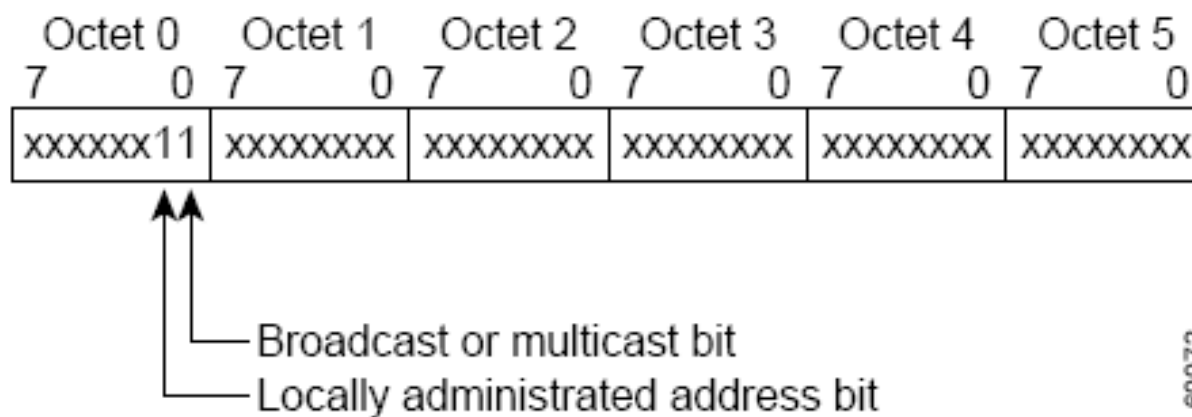 Octet 0 Octet 1 Octet 2 Octet 3 Octet 4 Octet 5
7 0 7 0 7 0 7 0 7 0 7 0
xxxxxx11 xxxxxxxx xxxxxxxx xxxxxxxx xxxxxxxx xxxxxxxx
Broadcast or multicast bit
Locally administrated address bit